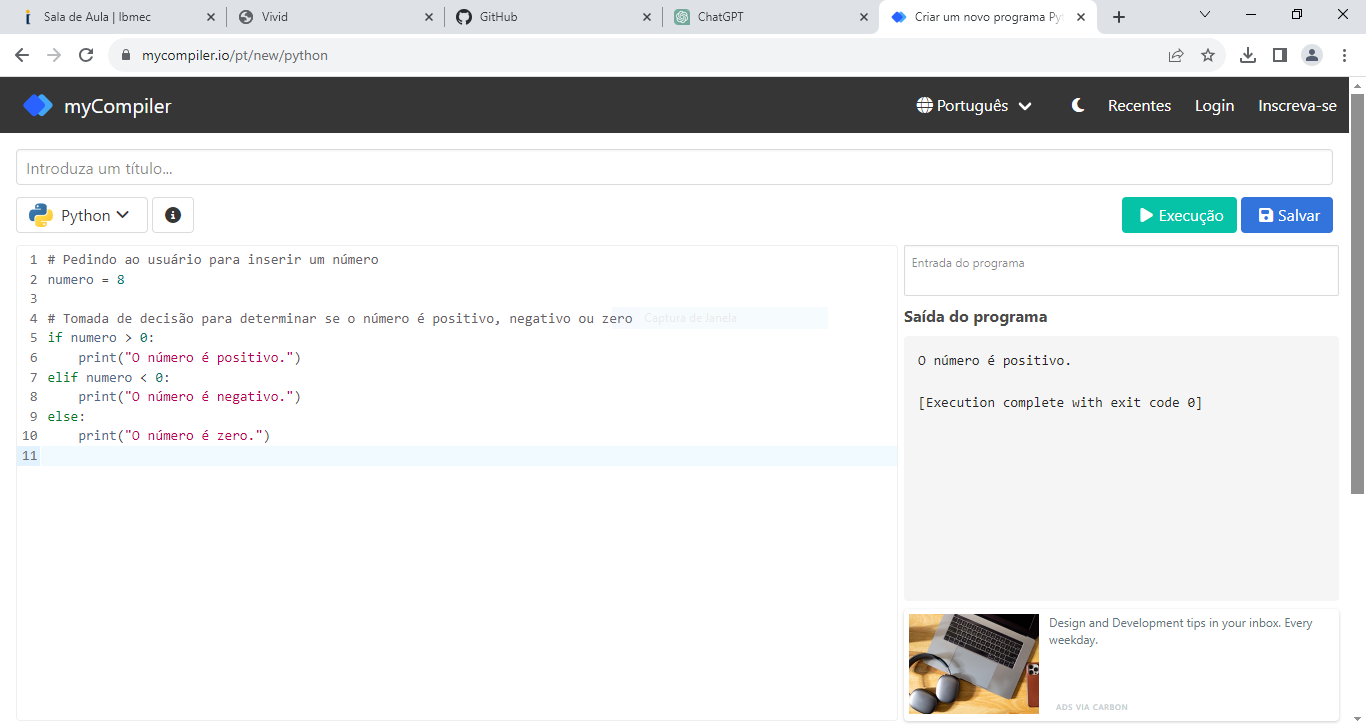 Sala de Aula | Ibmec
Vivid
GitHub
ChatGPT
Criar um novo programa Py
mycompiler.io/pt/new/python
myCompiler
Português
Recentes
Login
Inscreva-se
Introduza um título...
Python
Execução
Salvar
1 # Pedindo ao usuário para inserir um número
2 numero = 8
3
4 # Tomada de decisão para determinar se o número é positivo, negativo ou zero
Captura de Janela
5 if numero > 0:
6     print("O número é positivo.")
7 elif numero < 0:
8     print("O número é negativo.")
9 else:
10     print("O número é zero.")
11
Entrada do programa
Saída do programa
O número é positivo.
[Execution complete with exit code 0]
Design and Development tips in your inbox. Every
weekday.
ADS VIA CARBON